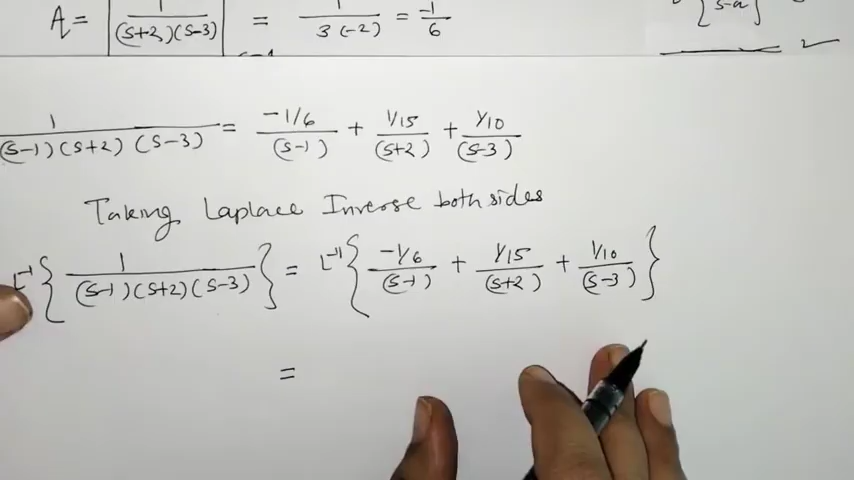 A = 1/(s+2)(s-3) = 1/3(-2) = -1/6
{1/s-a}
1/(s-1)(s+2)(s-3) = -1/6/(s-1) + 1/15/(s+2) + 1/10/(s-3)
Taking Laplace Inverse both sides
L⁻¹{1/(s-1)(s+2)(s-3)} = L⁻¹{-1/6/(s-1) + 1/15/(s+2) + 1/10/(s-3)}
=